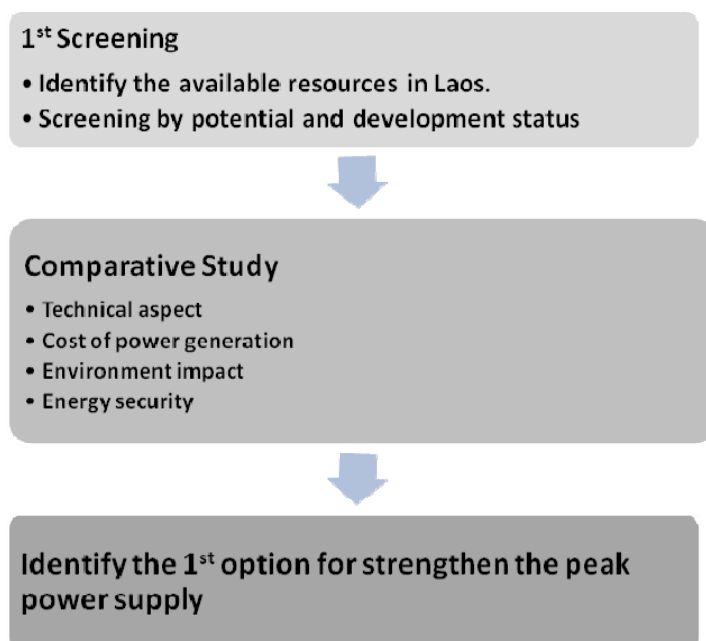 1st Screening
• Identify the available resources in Laos.
• Screening by potential and development status
Comparative Study
• Technical aspect
• Cost of power generation
• Environment impact
• Energy security
Identify the 1st option for strengthen the peak
power supply